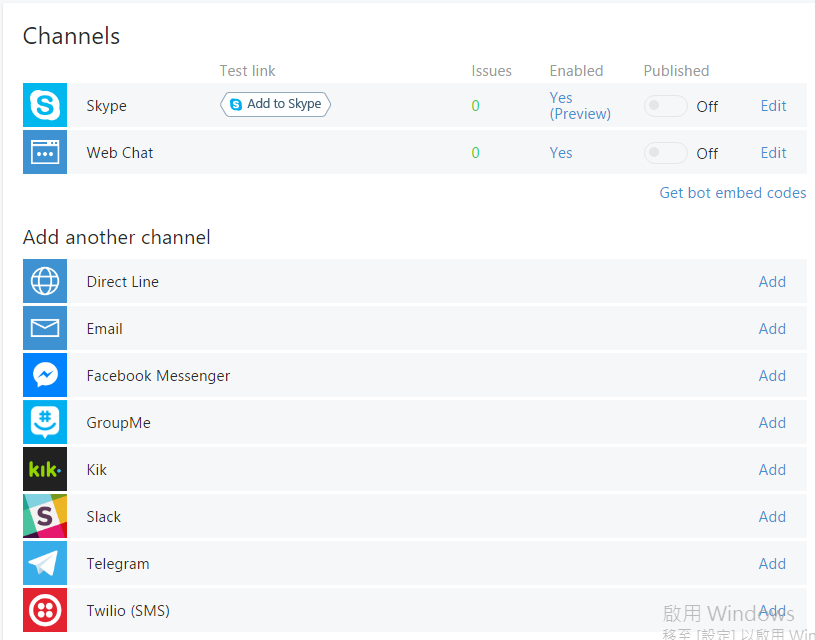 Channels
Test link Issues Enabled Published
Skype Add to Skype 0 Yes (Preview) Off Edit
Web Chat 0 Yes Off Edit
Get bot embed codes
Add another channel
Direct Line Add
Email Add
Facebook Messenger Add
GroupMe Add
kik· Kik Add
S Slack Add
Telegram Add
Twilio (SMS) Add
啟用 Windows
移至 [設定] 以啟用 Win